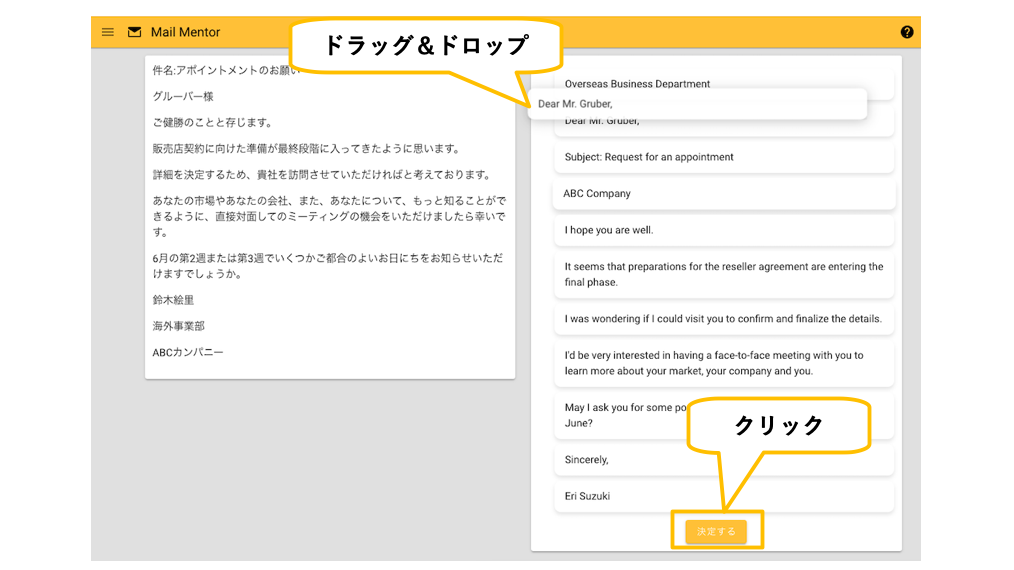 Mail Mentor
ドラッグ＆ドロップ
件名:アポイントメントのお願い
グルーバー様
ご健勝のことと存じます。
販売店契約に向けた準備が最終段階に入ってきたように思います。
詳細を決定するため、貴社を訪問させていただければと考えております。
あなたの市場やあなたの会社、また、あなたについて、もっと知ることがで
きるように、直接対面してのミーティングの機会をいただけましたら幸いで
す。
6月の第2週または第3週でいくつかご都合のよいお日にちをお知らせいただ
けますでしょうか。
鈴木絵里
海外事業部
ABCカンパニー
Overseas Business Department
Dear Mr. Gruber,
Dear Mr. Gruber,
Subject: Request for an appointment
ABC Company
I hope you are well.
It seems that preparations for the reseller agreement are entering the
final phase.
I was wondering if I could visit you to confirm and finalize the details.
I'd be very interested in having a face-to-face meeting with you to
learn more about your market, your company and you.
May I ask you for some
June?
クリック
Sincerely,
Eri Suzuki
決定する